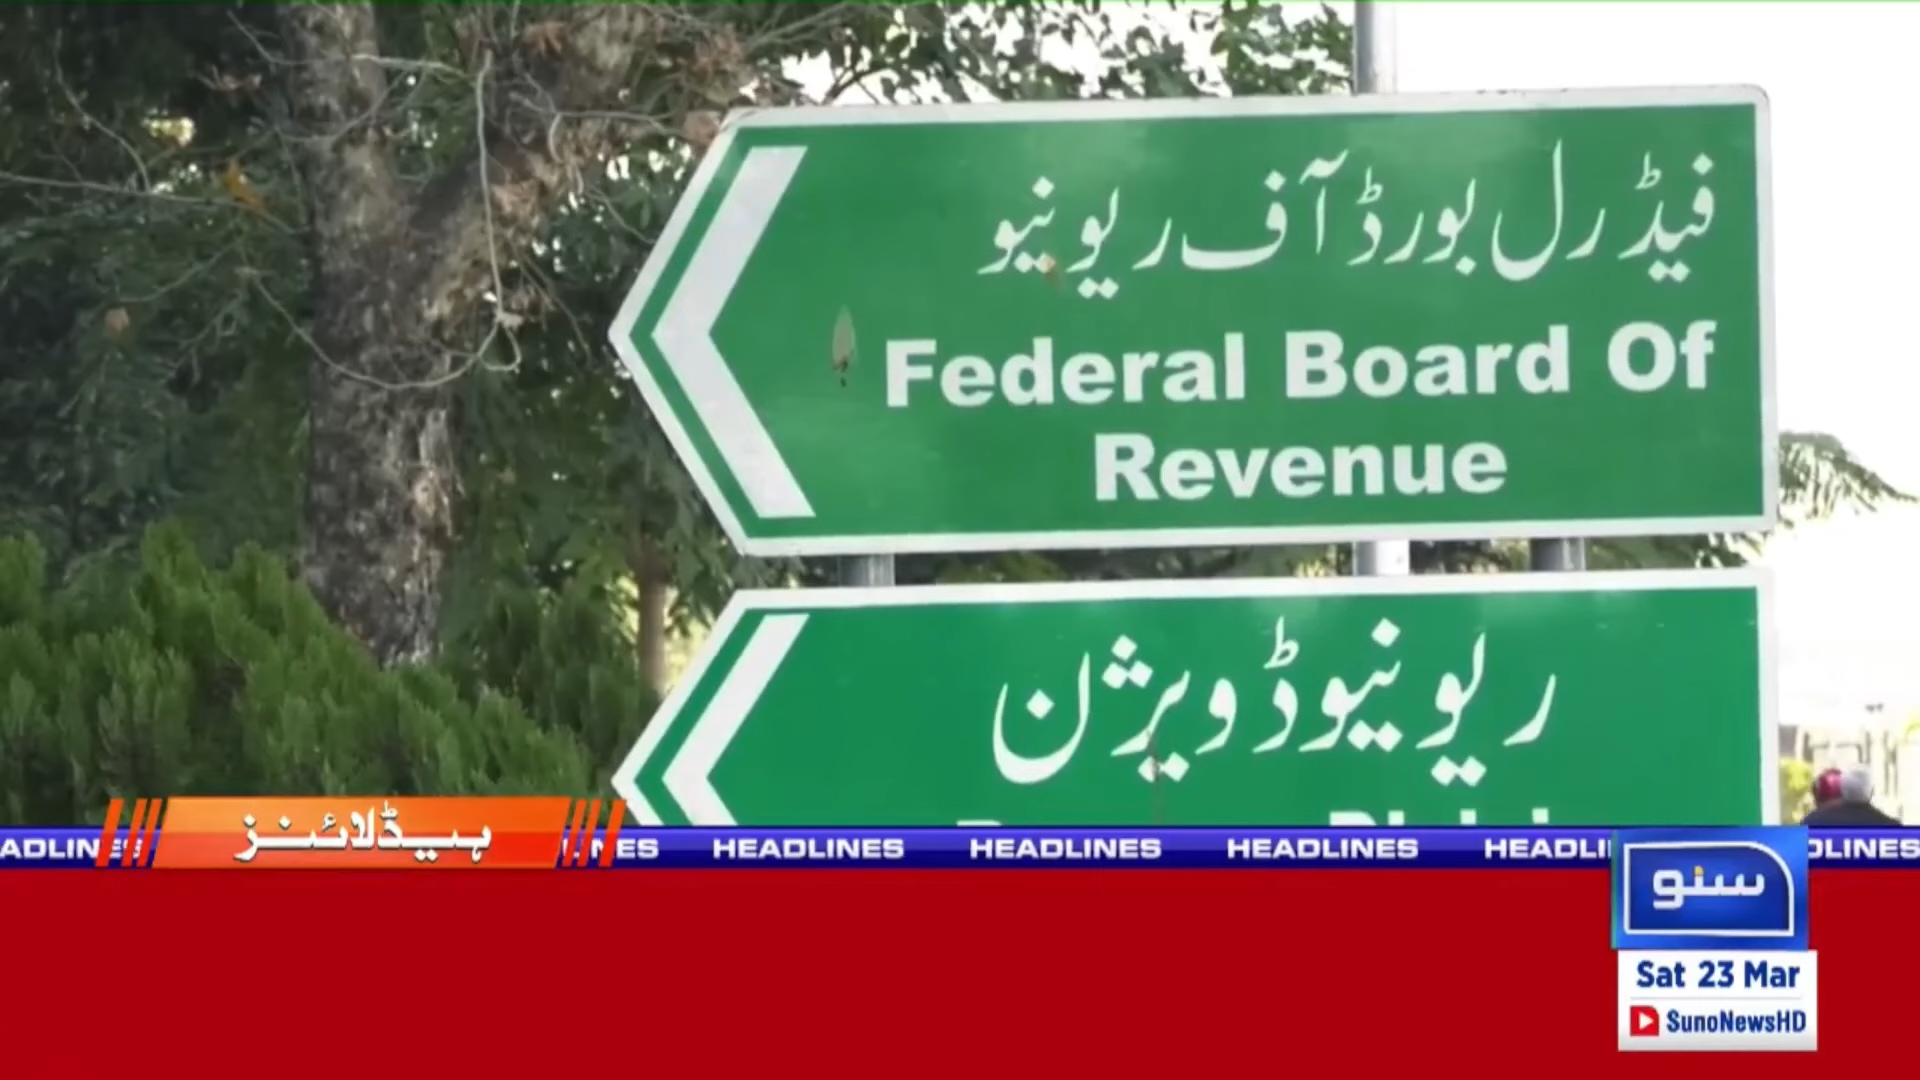 فیڈرل بورڈ آف ریونیو
Federal Board Of
Revenue
ریونیو ڈویژن
ہیڈلائنز
HEADLINES HEADLINES HEADLINES
سنو
Sat 23 Mar
SunoNewsHD